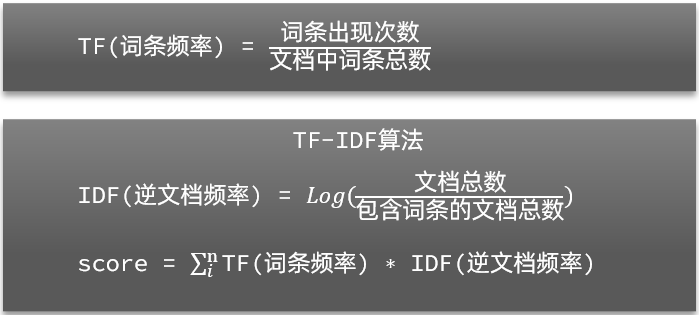 TF(词条频率) = 词条出现次数 / 文档中词条总数
TF-IDF算法
IDF(逆文档频率) = Log(文档总数 / 包含词条的文档总数)
score = ∑ᵢⁿ TF(词条频率) * IDF(逆文档频率)